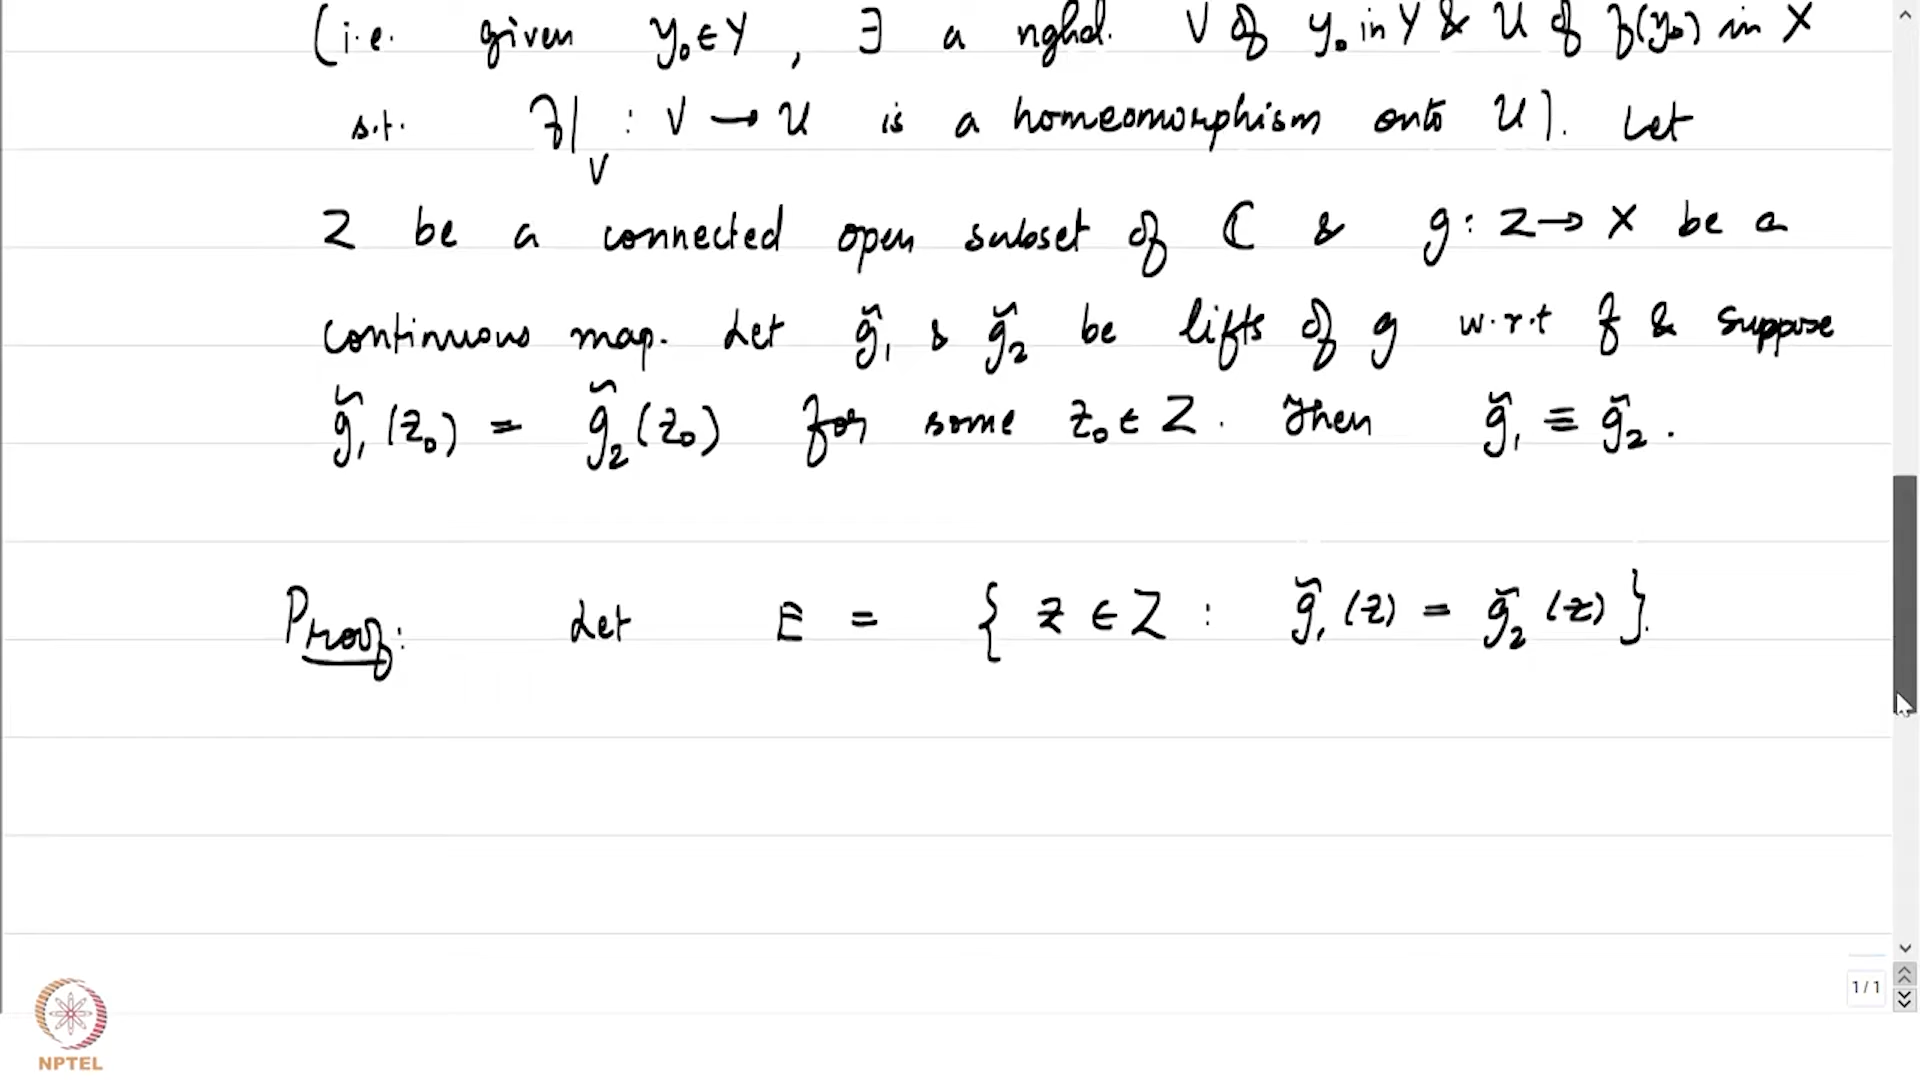 (i.e. given y₀ ∈ Y, ∃ a nghd. V of y₀ in Y & U of f(y₀) in X
s.t. f|_V : V → U is a homeomorphism onto U). Let
Z be a connected open subset of ℂ & g : Z → X be a
continuous map. Let g̃₁ & g̃₂ be lifts of g w.r.t f & suppose
g̃₁(z₀) = g̃₂(z₀) for some z₀ ∈ Z. Then g̃₁ ≡ g̃₂.
Proof: Let E = { z ∈ Z : g̃₁(z) = g̃₂(z) }.
1 / 1
NPTEL